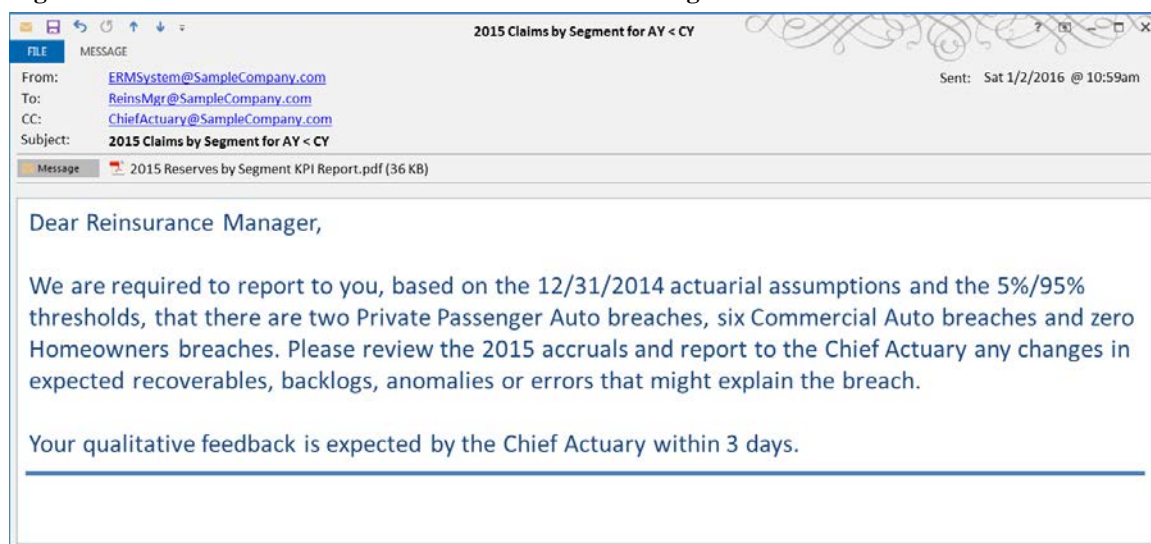 2015 Claims by Segment for AY < CY
FILE MESSAGE
From: ERMSystem@SampleCompany.com Sent: Sat 1/2/2016 @ 10:59am
To: ReinsMgr@SampleCompany.com
CC: ChiefActuary@SampleCompany.com
Subject: 2015 Claims by Segment for AY < CY
Message 2015 Reserves by Segment KPI Report.pdf (36 KB)
Dear Reinsurance Manager,
We are required to report to you, based on the 12/31/2014 actuarial assumptions and the 5%/95%
thresholds, that there are two Private Passenger Auto breaches, six Commercial Auto breaches and zero
Homeowners breaches. Please review the 2015 accruals and report to the Chief Actuary any changes in
expected recoverables, backlogs, anomalies or errors that might explain the breach.
Your qualitative feedback is expected by the Chief Actuary within 3 days.